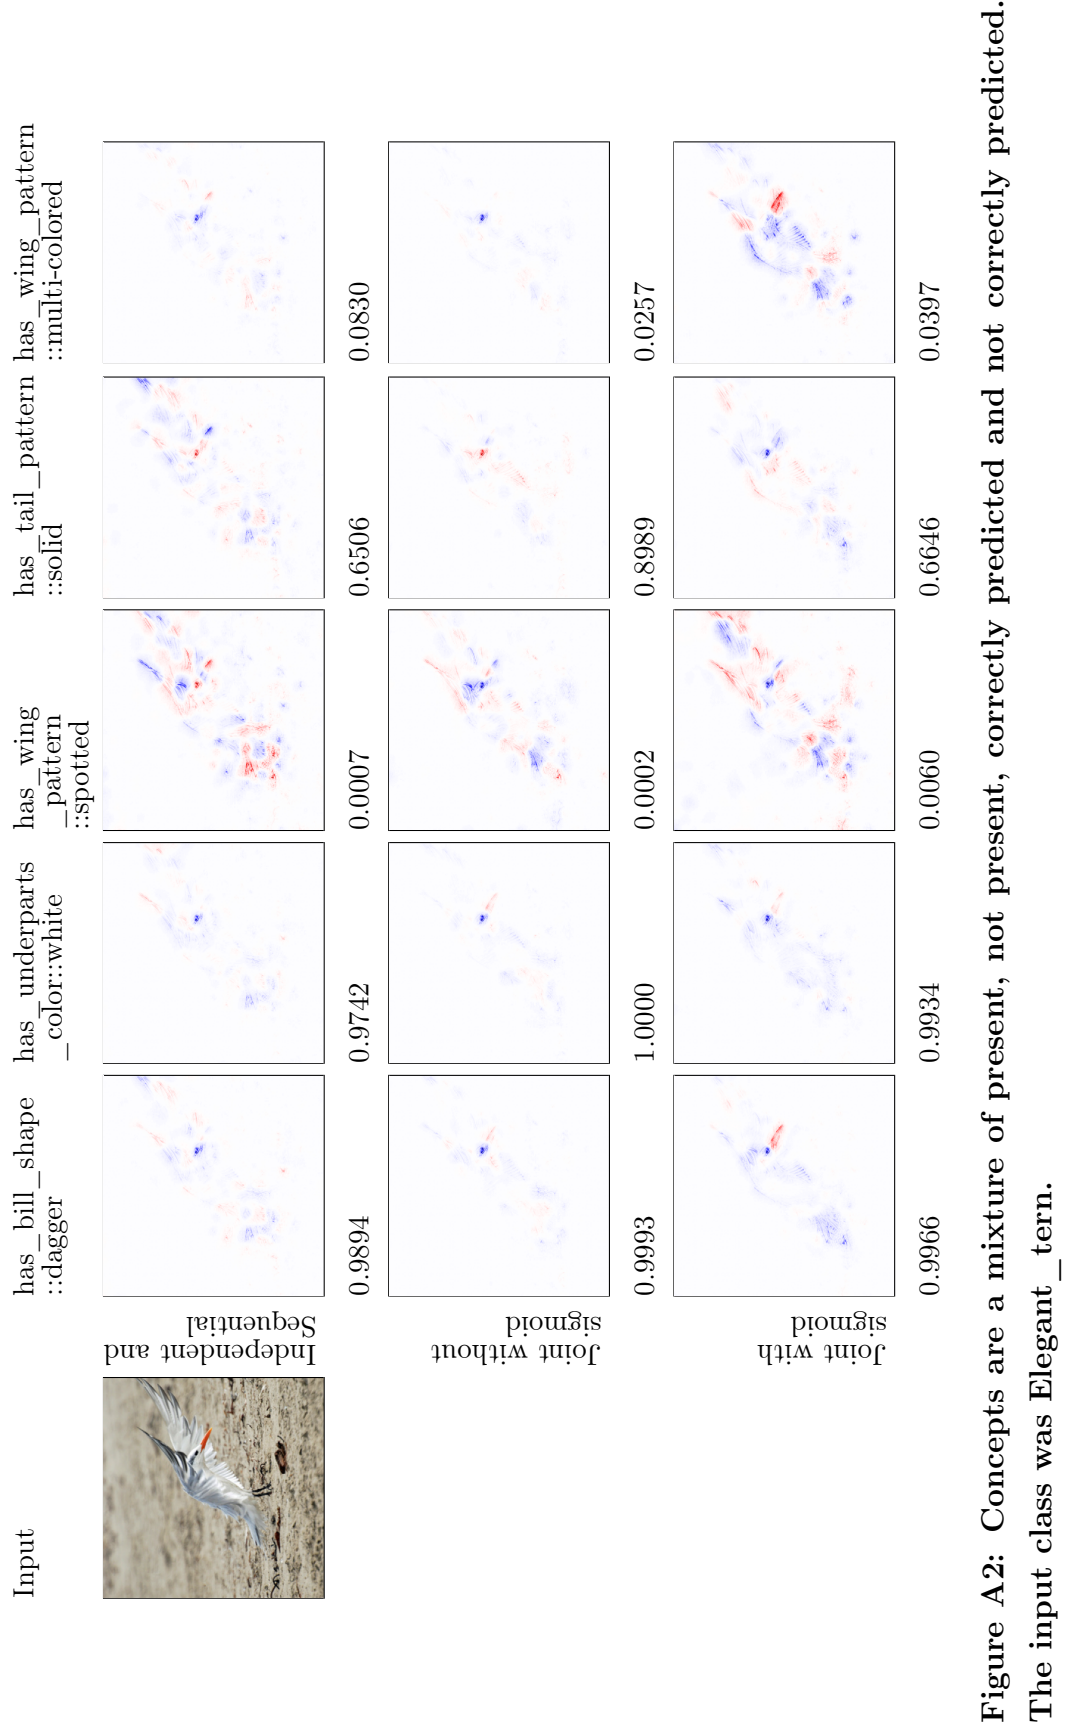 Input
has_bill_shape
::dagger
has_underparts
_color::white
has_wing
_pattern
::spotted
has_tail_pattern
::solid
has_wing_pattern
::multi-colored
Independent and
Sequential
0.9894
0.9742
0.0007
0.6506
0.0830
Joint without
sigmoid
0.9993
1.0000
0.0002
0.8989
0.0257
Joint with
sigmoid
0.9966
0.9934
0.0060
0.6646
0.0397
Figure A2: Concepts are a mixture of present, not present, correctly predicted and not correctly predicted.
The input class was Elegant_tern.